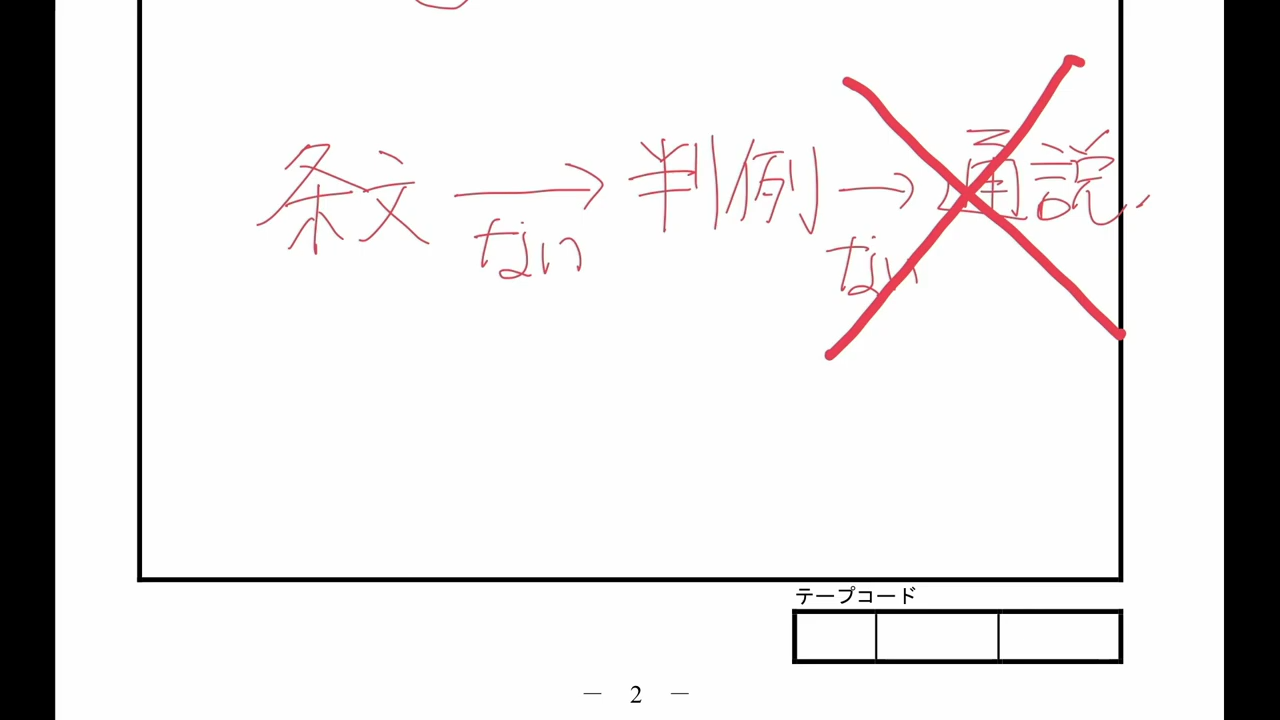 条文 → 判例 → 通説.
ない ない
テープコード
— 2 —